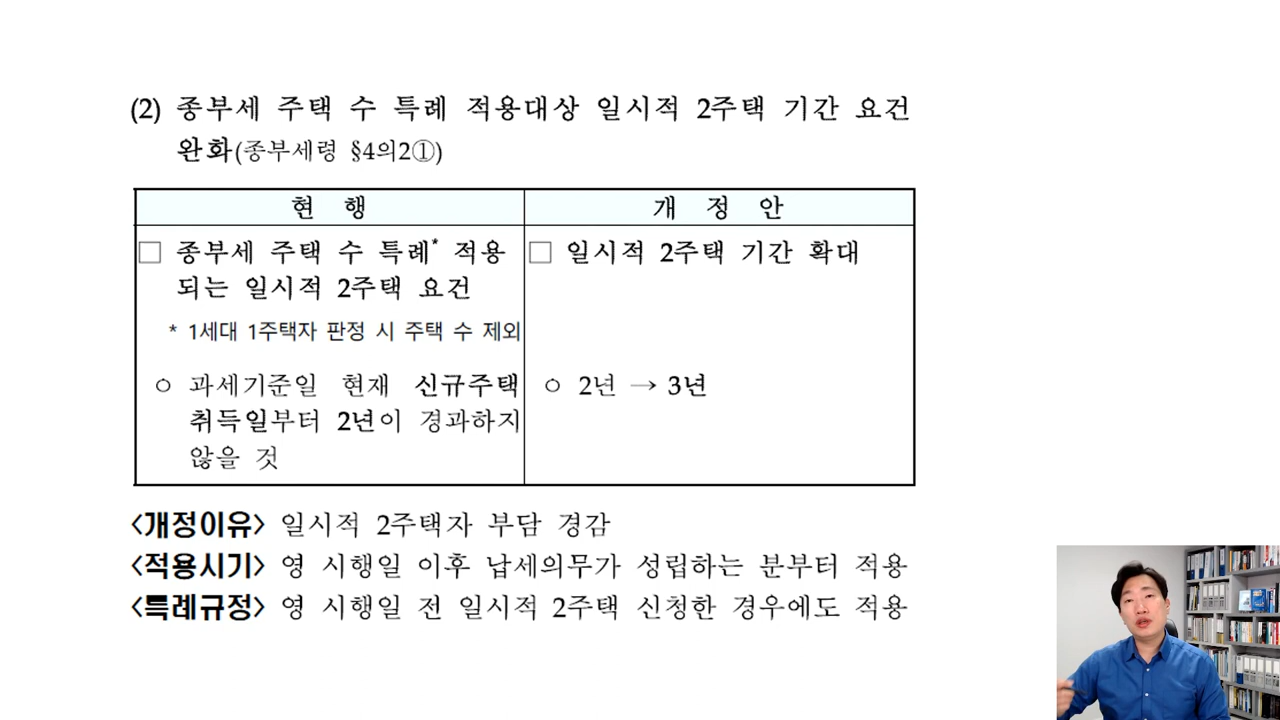 (2) 종부세 주택 수 특례 적용대상 일시적 2주택 기간 요건
완화(종부세령 §4의2①)
현 행
개 정 안
□ 종부세 주택 수 특례* 적용
되는 일시적 2주택 요건
* 1세대 1주택자 판정 시 주택 수 제외
ㅇ 과세기준일 현재 신규주택
취득일부터 2년이 경과하지
않을 것
□ 일시적 2주택 기간 확대
ㅇ 2년 → 3년
<개정이유> 일시적 2주택자 부담 경감
<적용시기> 영 시행일 이후 납세의무가 성립하는 분부터 적용
<특례규정> 영 시행일 전 일시적 2주택 신청한 경우에도 적용